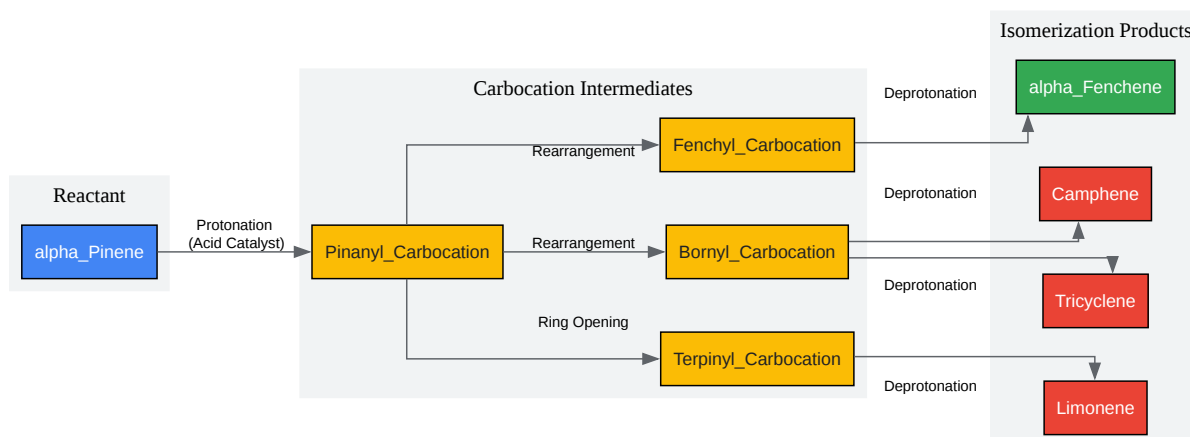 Isomerization Products
Carbocation Intermediates
Deprotonation
alpha_Fenchene
Fenchyl_Carbocation
Rearrangement
Reactant
Deprotonation
Camphene
Protonation
(Acid Catalyst)
alpha_Pinene
Pinanyl_Carbocation
Rearrangement
Bornyl_Carbocation
Deprotonation
Tricyclene
Ring Opening
Terpinyl_Carbocation
Deprotonation
Limonene